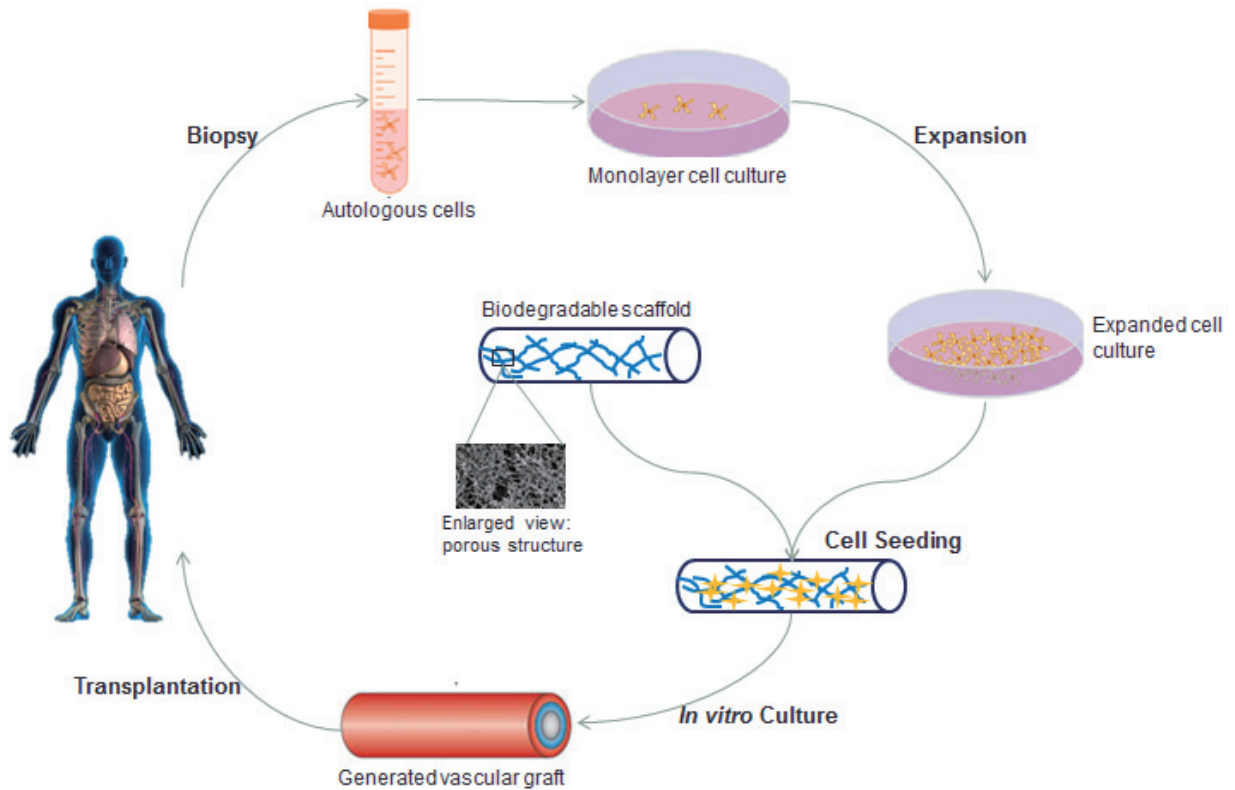 Biopsy
Autologous cells
Monolayer cell culture
Expansion
Expanded cell
culture
Biodegradable scaffold
Enlarged view:
porous structure
Cell Seeding
In vitro Culture
Generated vascular graft
Transplantation